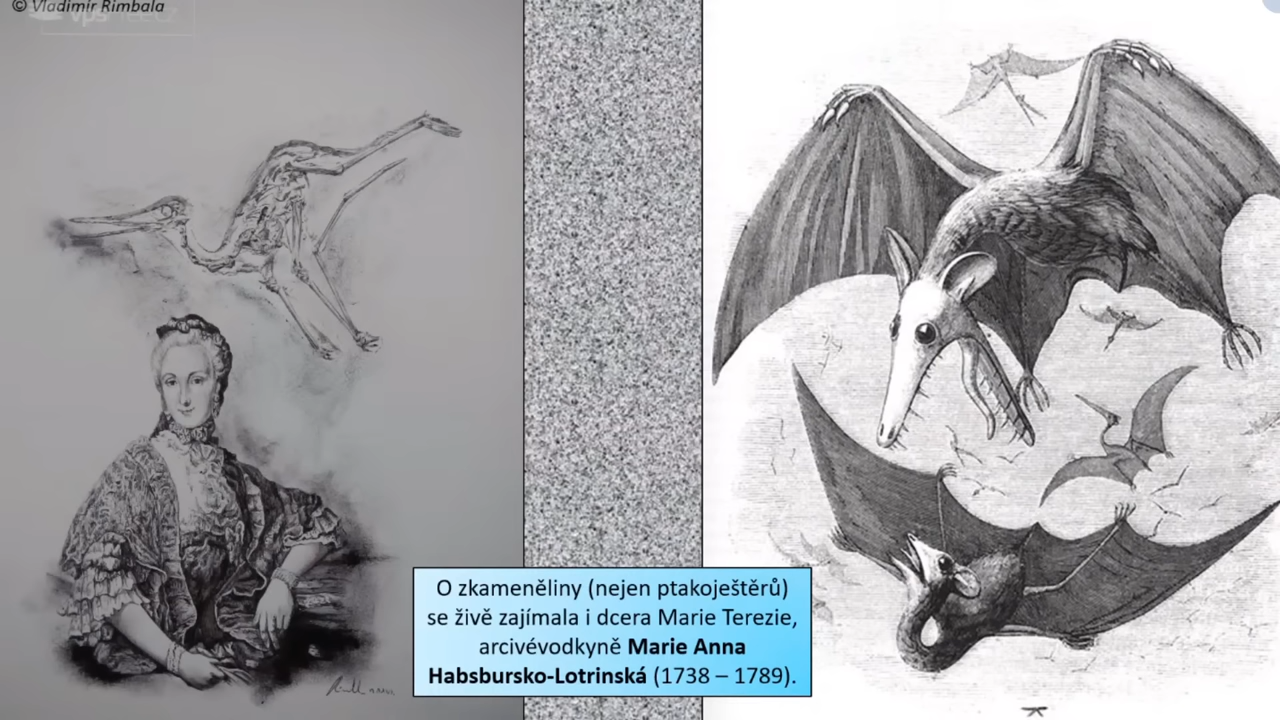 © Vladimír Rimbala
O zkameněliny (nejen ptakoještěrů)
se živě zajímala i dcera Marie Terezie,
arcivévodkyně Marie Anna
Habsbursko-Lotrinská (1738 – 1789).